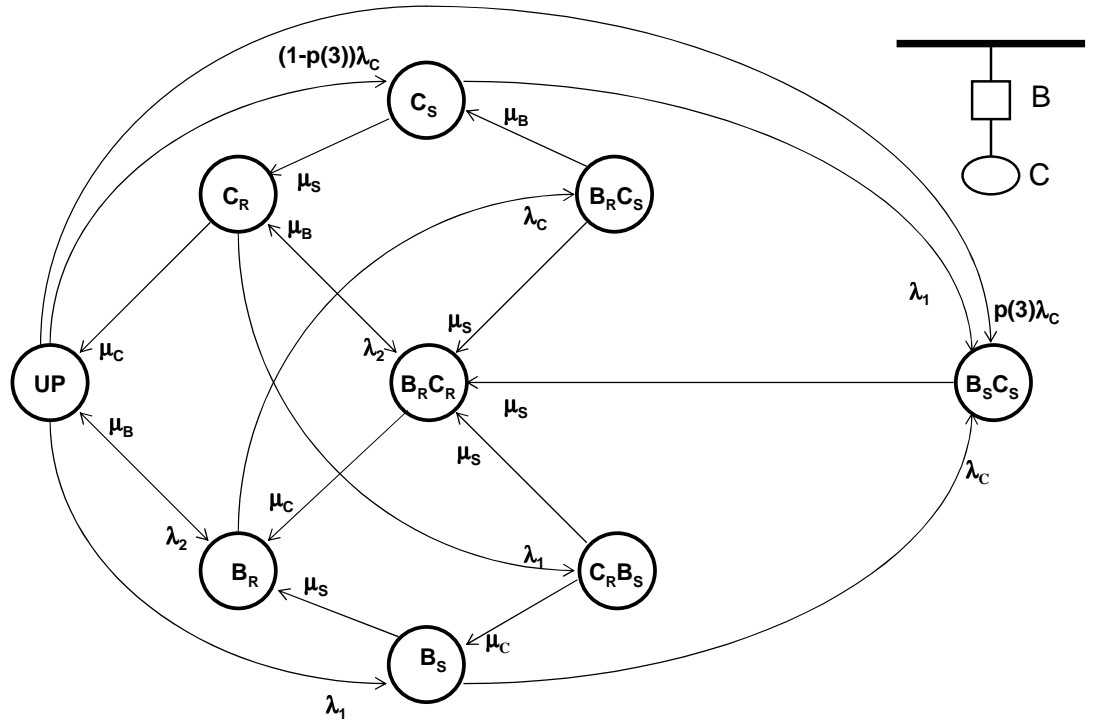 (1-p(3))λC
CS
μB
B
C
CR
μS
BRCS
μB
λC
λ1
p(3)λC
μC
λ2
μS
UP
BRCR
BSCS
μS
μB
μS
λC
μC
λ2
BR
μS
λ1
CRBS
μC
BS
λ1